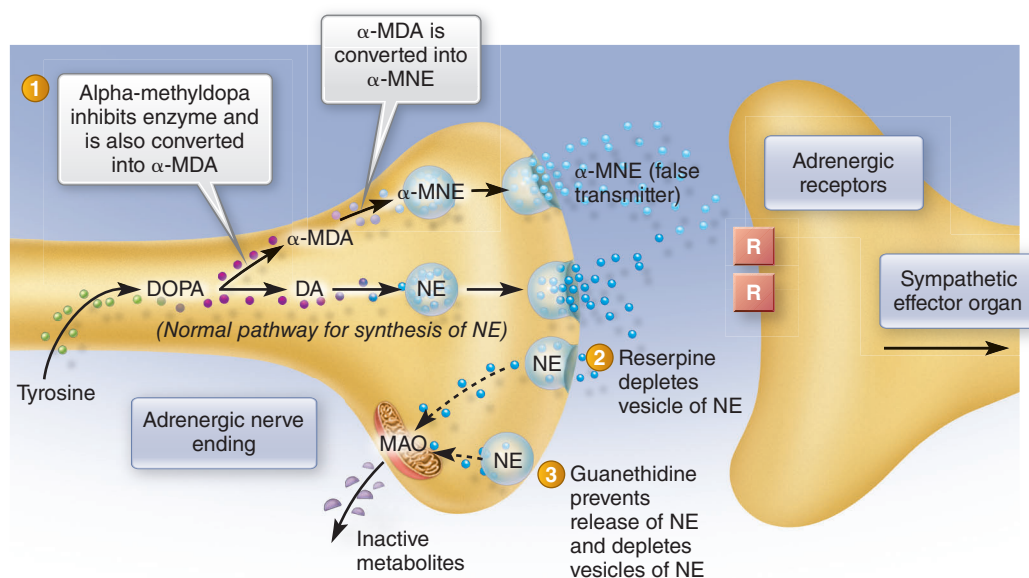 1
Alpha-methyldopa
inhibits enzyme and
is also converted
into α-MDA
α-MDA is
converted into
α-MNE
α-MNE
α-MNE (false
transmitter)
Adrenergic
receptors
α-MDA
R
R
DOPA
DA
NE
Sympathetic
effector organ
(Normal pathway for synthesis of NE)
Tyrosine
NE
2 Reserpine
depletes
vesicle of NE
Adrenergic nerve
ending
MAO
NE
3 Guanethidine
prevents
release of NE
and depletes
vesicles of NE
Inactive
metabolites